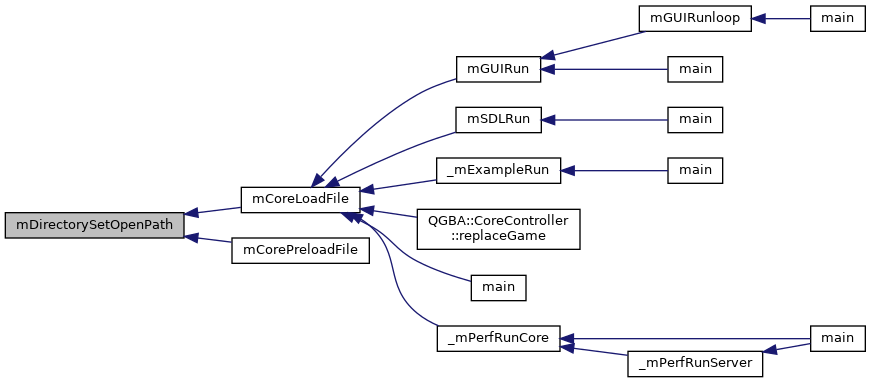 mGUIRunloop
main
mGUIRun
main
mSDLRun
main
_mExampleRun
main
mCoreLoadFile
mDirectorySetOpenPath
QGBA::CoreController
::replaceGame
mCorePreloadFile
main
_mPerfRunCore
main
_mPerfRunServer